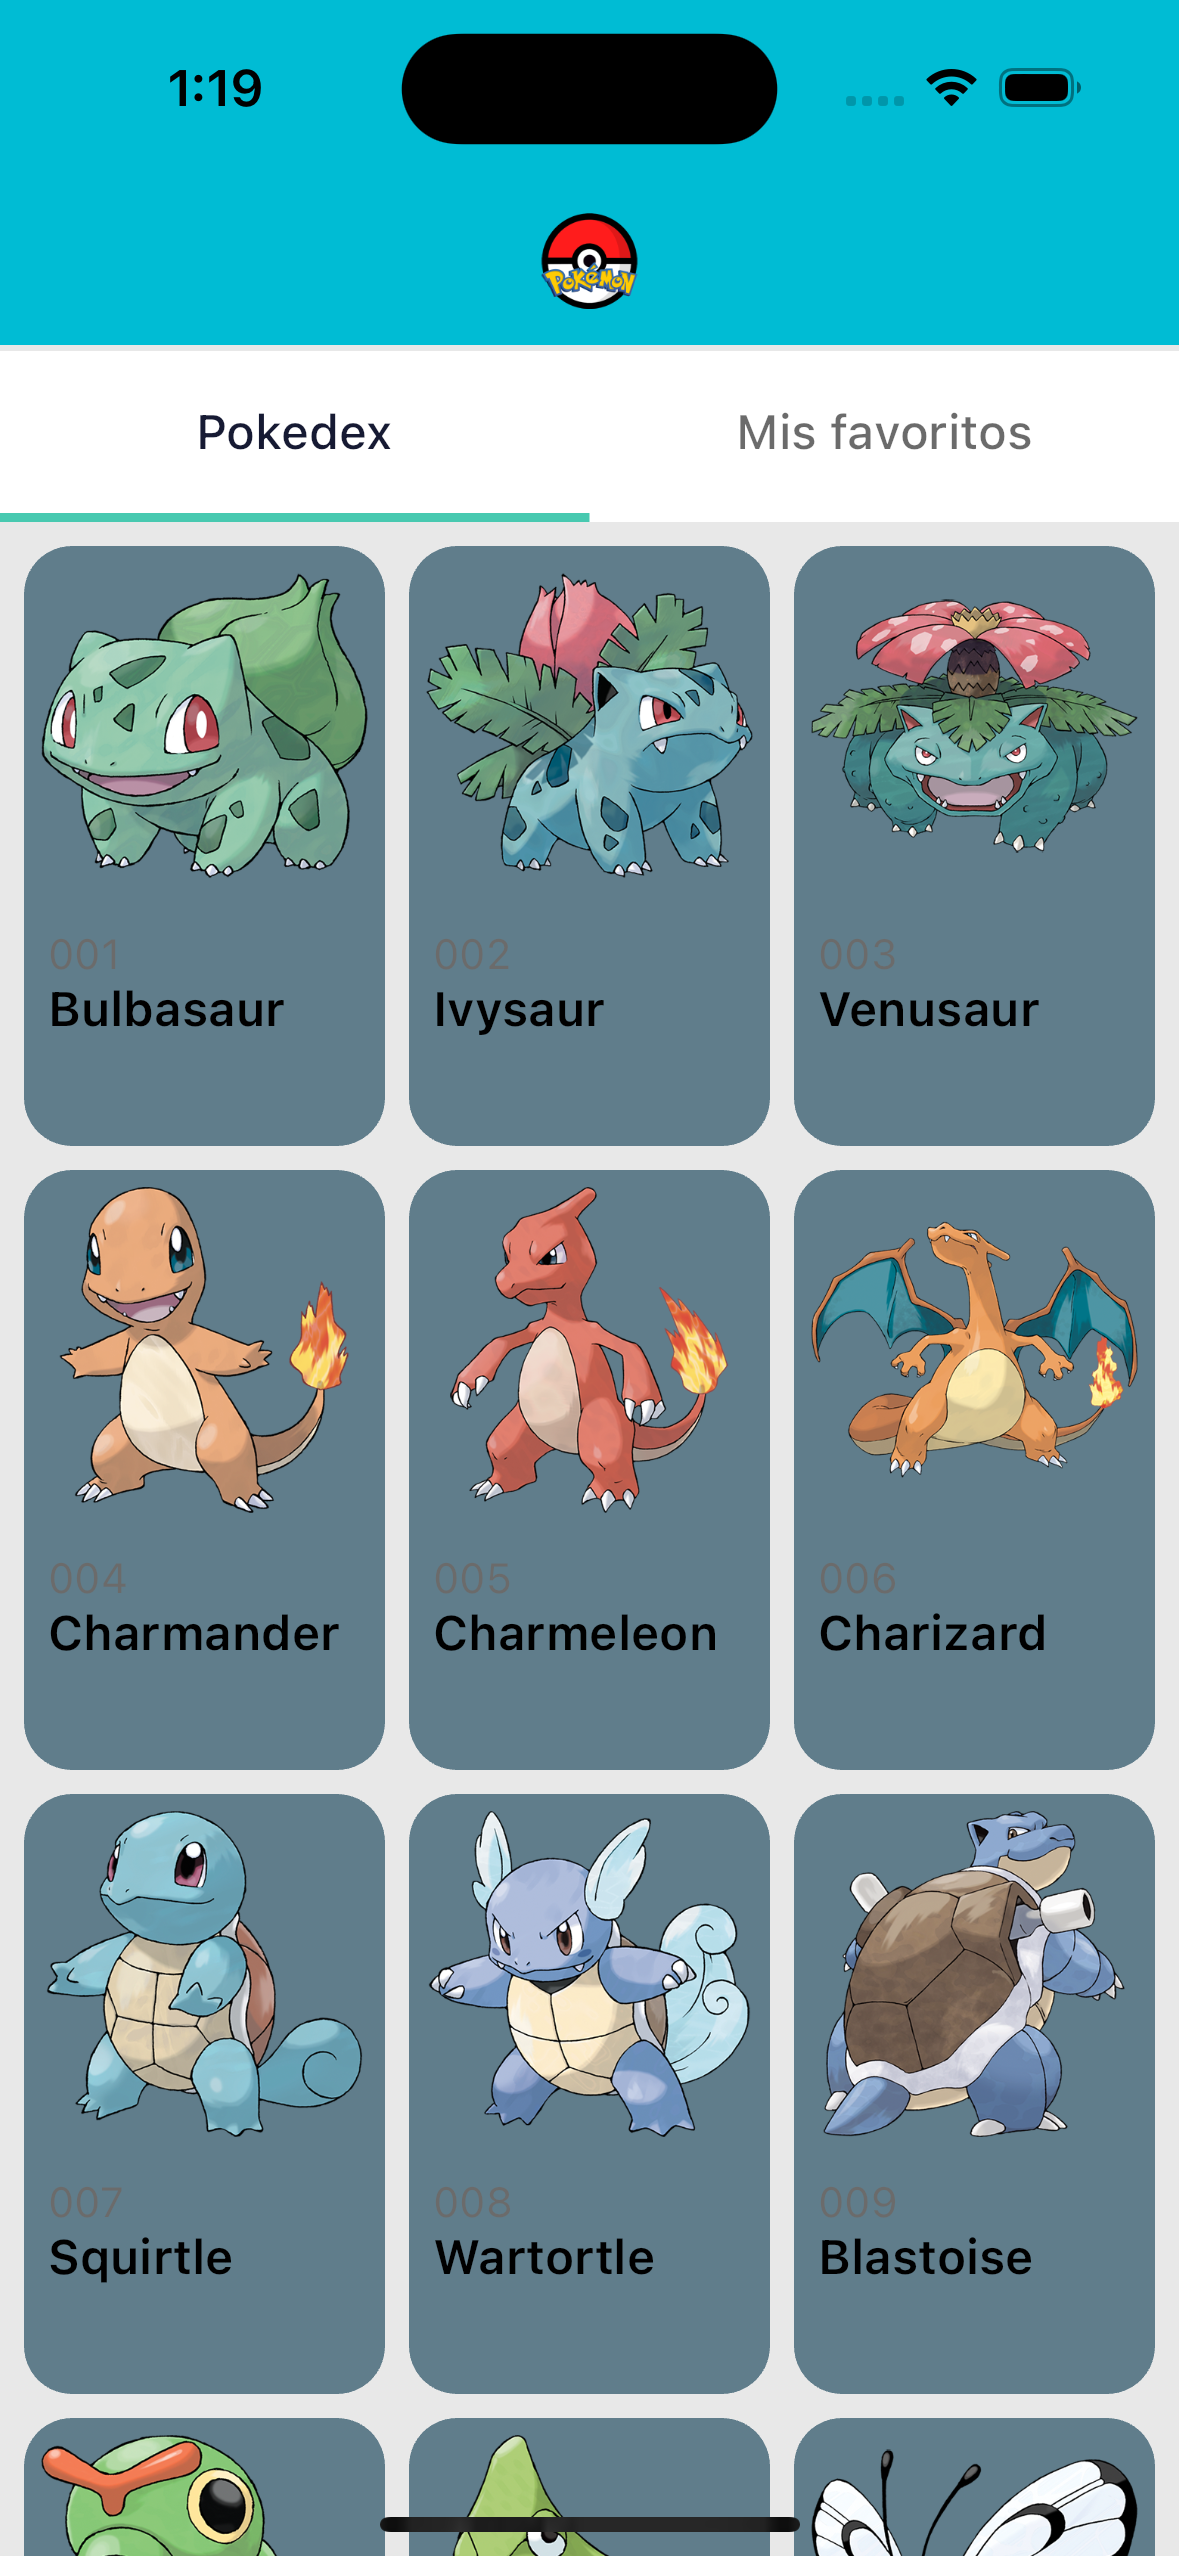 1:19
Pokémon
Pokedex
Mis favoritos
001
Bulbasaur
002
Ivysaur
003
Venusaur
004
Charmander
005
Charmeleon
006
Charizard
007
Squirtle
008
Wartortle
009
Blastoise